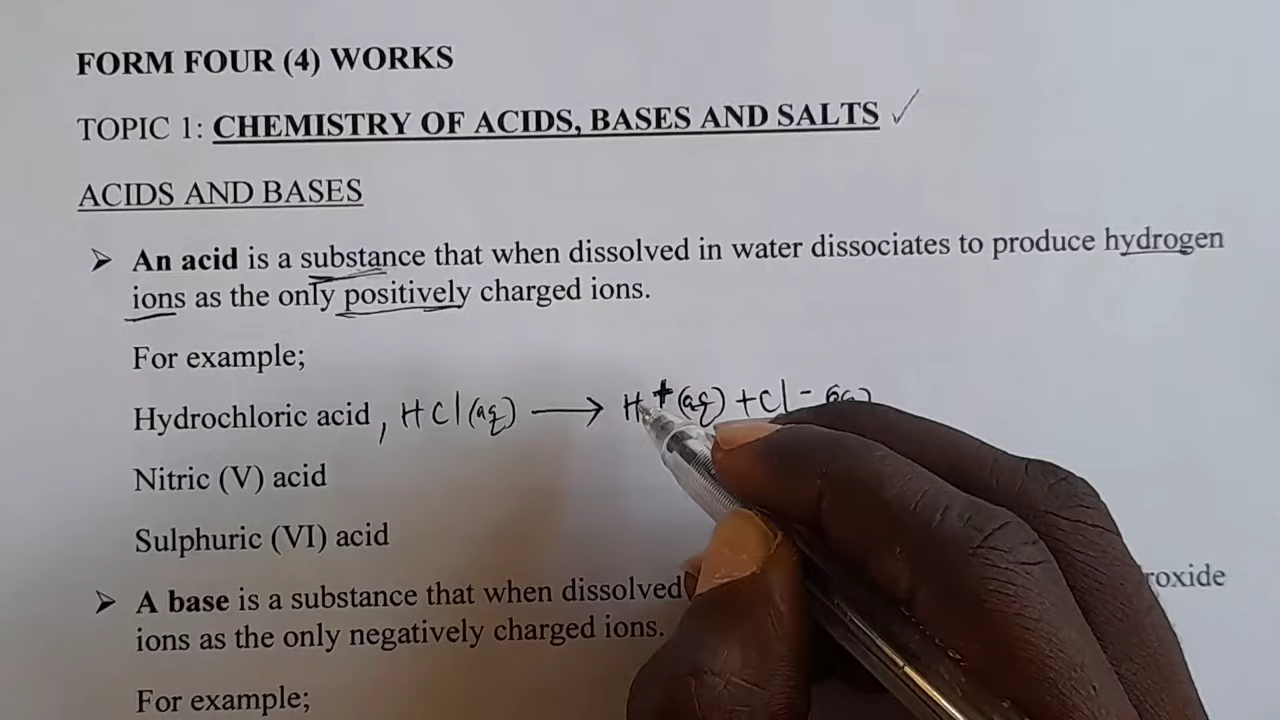 FORM FOUR (4) WORKS
TOPIC 1: CHEMISTRY OF ACIDS, BASES AND SALTS ✓
ACIDS AND BASES
➢ An acid is a substance that when dissolved in water dissociates to produce hydrogen
ions as the only positively charged ions.
For example;
Hydrochloric acid , HCl(aq) ⟶ H+(aq) + Cl-
Nitric (V) acid
Sulphuric (VI) acid
➢ A base is a substance that when dissolved
ions as the only negatively charged ions.
For example;